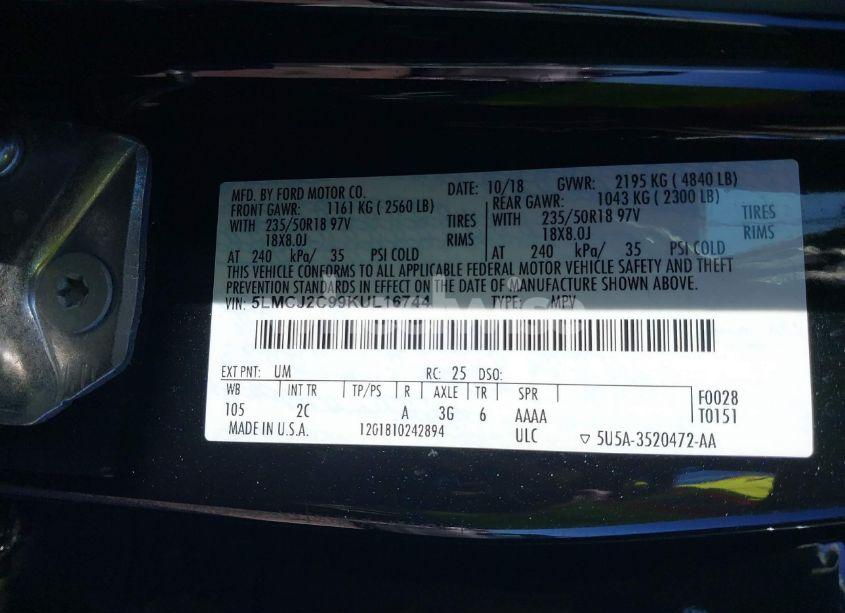 MFD. BY FORD MOTOR CO. DATE: 10/18 GVWR: 2195 KG ( 4840 LB)
FRONT GAWR: 1161 KG ( 2560 LB) REAR GAWR: 1043 KG ( 2300 LB)
WITH 235/50R18 97V TIRES WITH 235/50R18 97V TIRES
18X8.0J RIMS 18X8.0J RIMS
AT 240 kPa/ 35 PSI COLD AT 240 kPa/ 35 PSI COLD
THIS VEHICLE CONFORMS TO ALL APPLICABLE FEDERAL MOTOR VEHICLE SAFETY AND THEFT
PREVENTION STANDARDS IN EFFECT ON THE DATE OF MANUFACTURE SHOWN ABOVE.
VIN: 5LMCJ2C99KUL16744 TYPE: MPV
EXT PNT: UM RC: 25 DSO:
WB INT TR TP/PS R AXLE TR SPR
105 2C A 3G 6 AAAA
F0028
T0151
MADE IN U.S.A. 12G1810242894 ULC 5U5A-3520472-AA